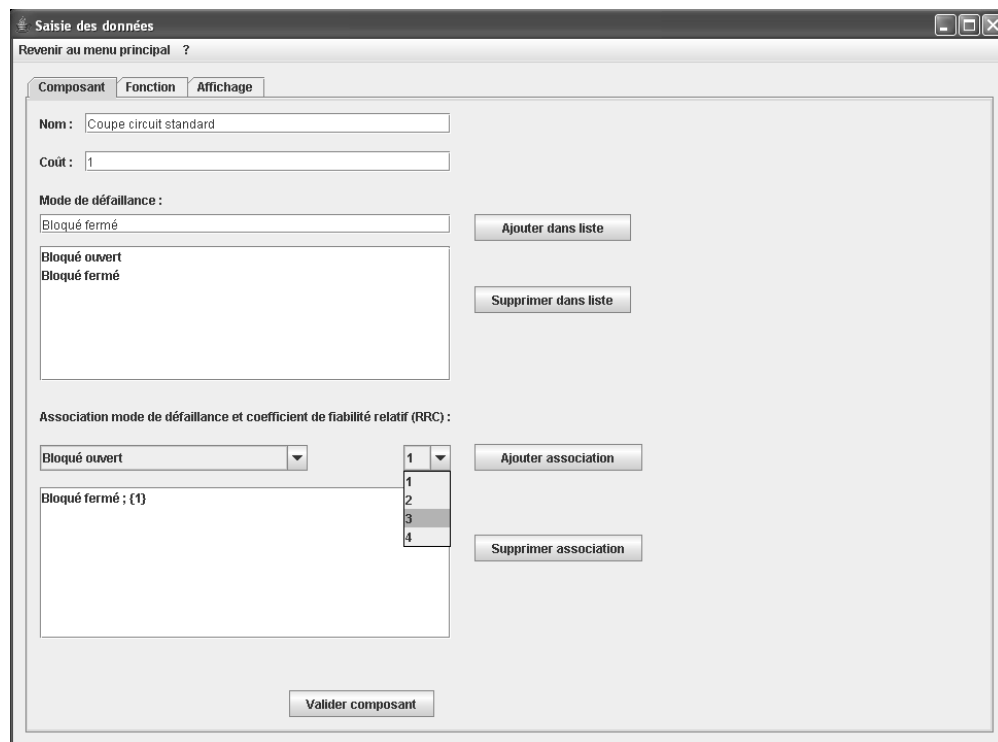 Saisie des données
Revenir au menu principal ?
Composant Fonction Affichage
Nom : Coupe circuit standard
Coût : 1
Mode de défaillance :
Bloqué fermé
Ajouter dans liste
Bloqué ouvert
Bloqué fermé
Supprimer dans liste
Association mode de défaillance et coefficient de fiabilité relatif (RRC) :
Bloqué ouvert 1 Ajouter association
1
2
3
4
Bloqué fermé ; {1}
Supprimer association
Valider composant